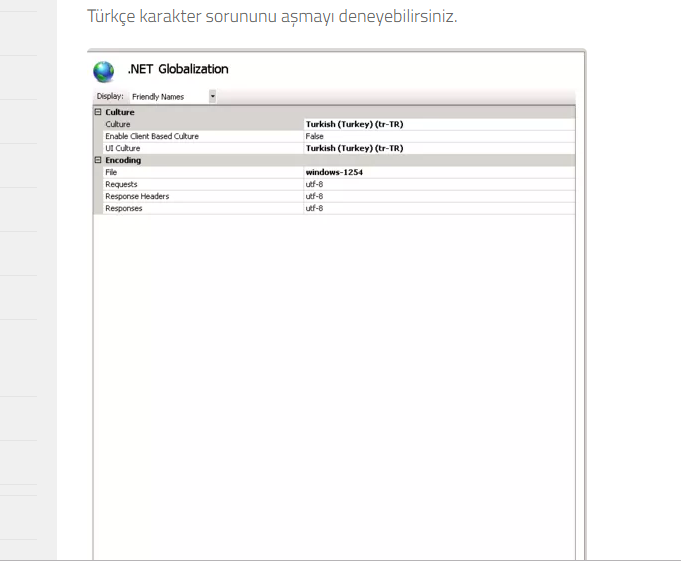 Türkçe karakter sorununu aşmayı deneyebilirsiniz.
.NET Globalization
Display: Friendly Names
Culture
Culture Turkish (Turkey) (tr-TR)
Enable Client Based Culture False
UI Culture Turkish (Turkey) (tr-TR)
Encoding
File windows-1254
Requests utf-8
Response Headers utf-8
Responses utf-8